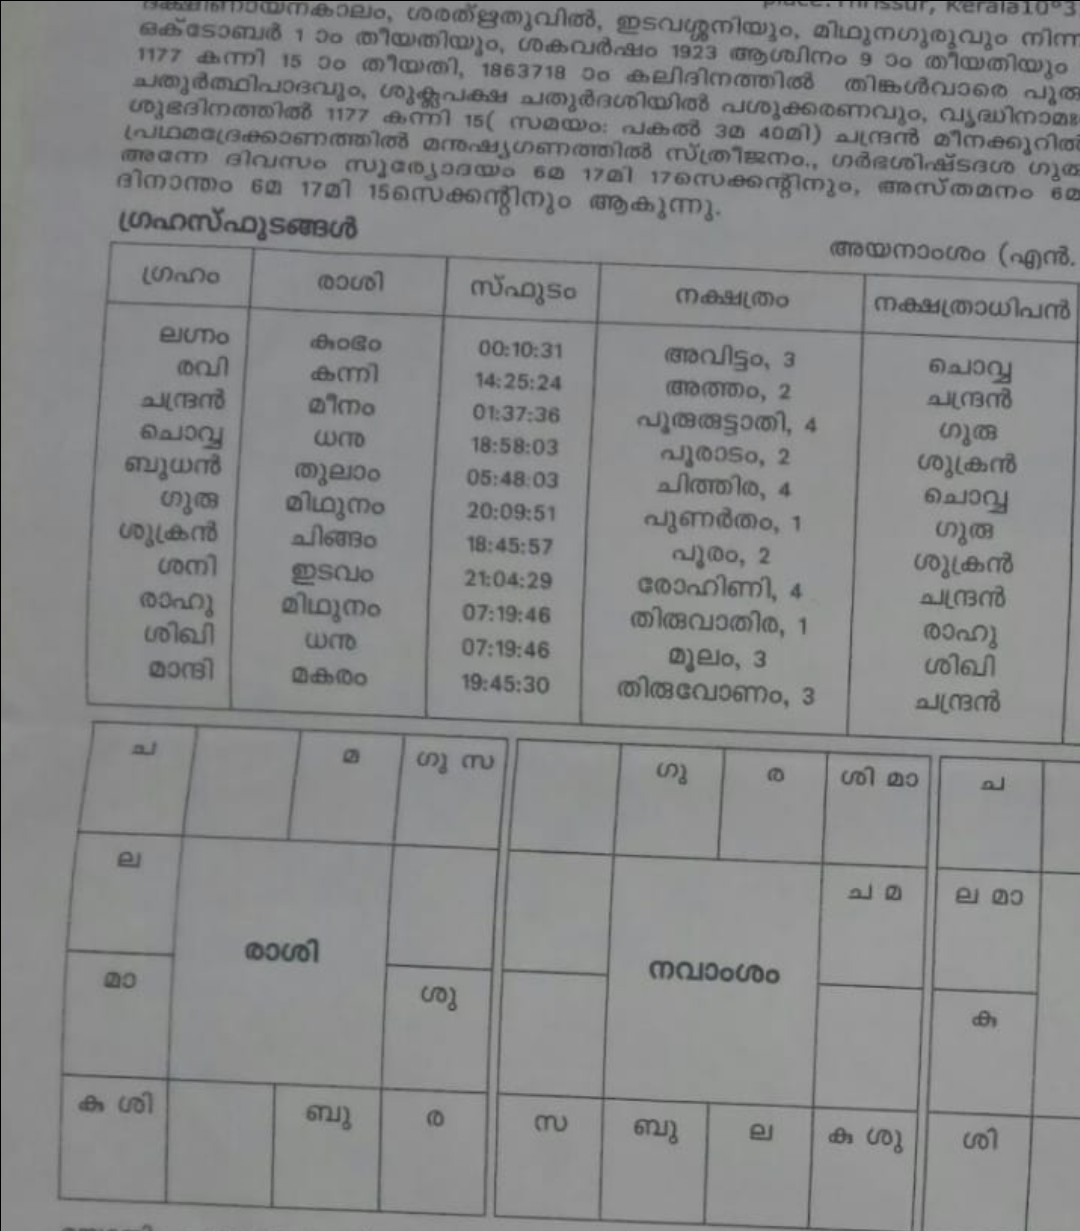 ദക്ഷിണായനകാലം, ശരത്ഋതുവിൽ, ഇടവശ്ശനിയും, മിഥുനഗുരുവും നിന്ന
place: Thrissur, Kerala10°3
ഒക്ടോബർ 1 ാം തീയതിയും, ശകവർഷം 1923 ആശ്വിനം 9 ാം തീയതിയും
1177 കന്നി 15 ാം തീയതി, 1863718 ാം കലിദിനത്തിൽ തിങ്കൾവാരെ പൂരു
ചതുർത്ഥിപാദവും, ശുക്ലപക്ഷ ചതുർദശിയിൽ പശുക്കരണവും, വൃദ്ധിനാമ
ശുഭദിനത്തിൽ 1177 കന്നി 15( സമയം: പകൽ 3മ 40മി) ചന്ദ്രൻ മീനക്കൂറിൽ
പ്രഥമദ്രേക്കാണത്തിൽ മനുഷ്യഗണത്തിൽ സ്ത്രീജനം., ഗർഭശിഷ്ടദശ ഗുരു
അന്നേ ദിവസം സൂര്യോദയം 6മ 17മി 17സെക്കന്റിനും, അസ്തമനം 6മ
ദിനാന്തം 6മ 17മി 15സെക്കന്റിനും ആകുന്നു.
ഗ്രഹസ്ഫുടങ്ങൾ
അയനാംശം (എൻ.
ഗ്രഹം രാശി സ്ഫുടം നക്ഷത്രം നക്ഷത്രാധിപൻ
ലഗ്നം കുംഭം 00:10:31 അവിട്ടം, 3 ചൊവ്വ
രവി കന്നി 14:25:24 അത്തം, 2 ചന്ദ്രൻ
ചന്ദ്രൻ മീനം 01:37:36 പൂരുരുട്ടാതി, 4 ഗുരു
ചൊവ്വ ധനു 18:58:03 പൂരാടം, 2 ശുക്രൻ
ബുധൻ തുലാം 05:48:03 ചിത്തിര, 4 ചൊവ്വ
ഗുരു മിഥുനം 20:09:51 പുണർതം, 1 ഗുരു
ശുക്രൻ ചിങ്ങം 18:45:57 പൂരം, 2 ശുക്രൻ
ശനി ഇടവം 21:04:29 രോഹിണി, 4 ചന്ദ്രൻ
രാഹു മിഥുനം 07:19:46 തിരുവാതിര, 1 രാഹു
ശിഖി ധനു 07:19:46 മൂലം, 3 ശിഖി
മാന്ദി മകരം 19:45:30 തിരുവോണം, 3 ചന്ദ്രൻ
ച മ ഗു സ ഗു ര ശി മാ ച
ല ച മ ല മാ
രാശി നവാംശം
മാ ശു കു
കു ശി ബു ര സ ബു ല കു ശു ശി